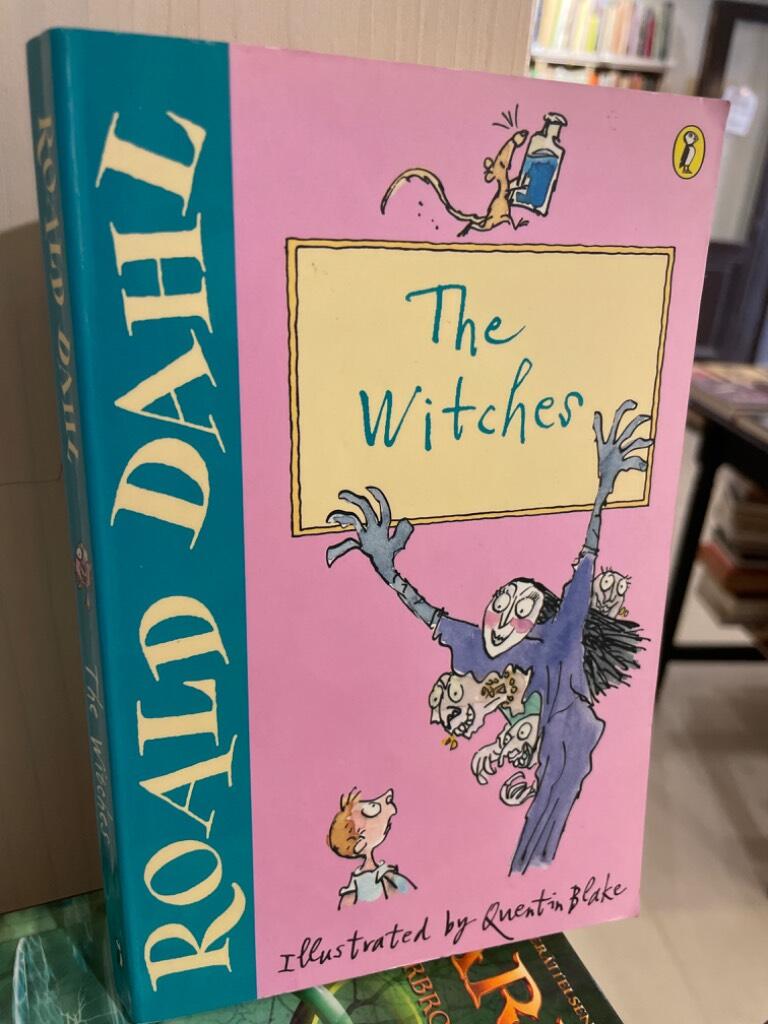 ROALD DAHL
The Witches
ROALD DAHL
The
Witches
Illustrated by Quentin Blake